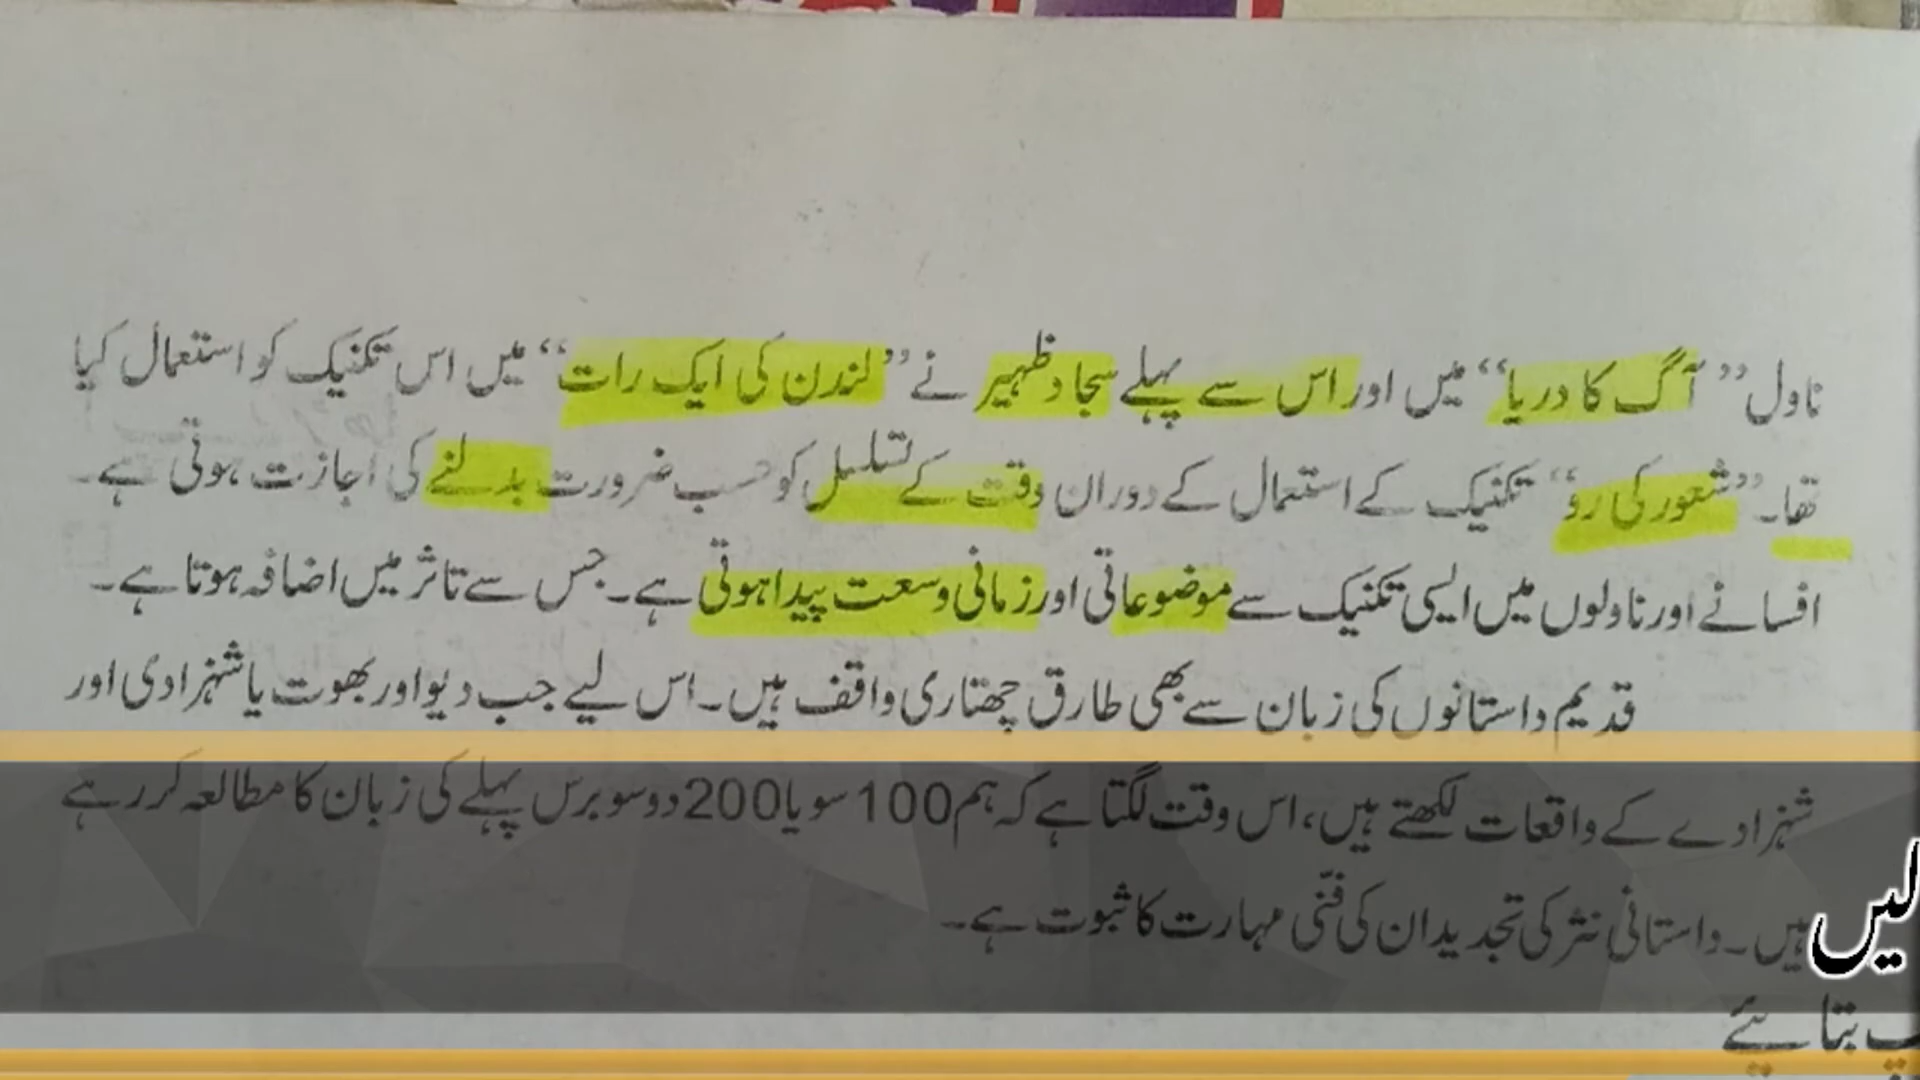 ناول ’’آگ کا دریا‘‘ میں اور اس سے پہلے سجاد ظہیر نے ’’لندن کی ایک رات‘‘ میں اس تکنیک کو استعمال کیا
تھا۔ ’’شعور کی رو‘‘ تکنیک کے استعمال کے دوران وقت کے تسلسل کو حسب ضرورت بدلنے کی اجازت ہوتی ہے۔
افسانے اور ناولوں میں ایسی تکنیک سے موضوعاتی اور زمانی وسعت پیدا ہوتی ہے۔ جس سے تاثر میں اضافہ ہوتا ہے۔
قدیم داستانوں کی زبان سے بھی طارق چھتاری واقف ہیں۔ اس لیے جب دیو اور بھوت یا شہزادی اور
شہزادے کے واقعات لکھتے ہیں، اس وقت لگتا ہے کہ ہم 100 سو یا 200 دو سو برس پہلے کی زبان کا مطالعہ کر رہے
ہیں۔ داستانی نثر کی تجدید ان کی فنّی مہارت کا ثبوت ہے۔
لیں
بتائیے